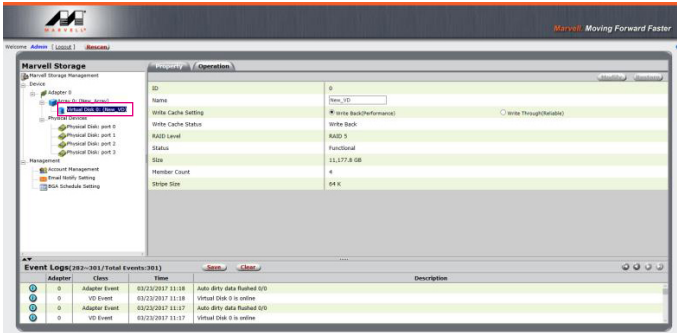 MARVELL
Marvell. Moving Forward Faster
Welcome Admin [ Logout ] Rescan
Marvell Storage
Property Operation
Marvell Storage Management
Device
Adapter 0
Array 0: [New_Array]
Virtual Disk 0: [New_VD]
Physical Devices
Physical Disk: port 0
Physical Disk: port 1
Physical Disk: port 2
Physical Disk: port 3
Management
Account Management
Email Notify Setting
BGA Schedule Setting
ID 0
Name New_VD
Write Cache Setting Write Back(Performance) Write Through(Reliable)
Write Cache Status Write Back
RAID Level RAID 5
Status Functional
Size 11,177.8 GB
Member Count 4
Stripe Size 64 K
Event Logs(282~301/Total Events:301) Save Clear
Adapter Class Time Description
0 Adapter Event 03/23/2017 11:18 Auto dirty data flushed 0/0
0 VD Event 03/23/2017 11:18 Virtual Disk 0 is online
0 Adapter Event 03/23/2017 11:17 Auto dirty data flushed 0/0
0 VD Event 03/23/2017 11:17 Virtual Disk 0 is online